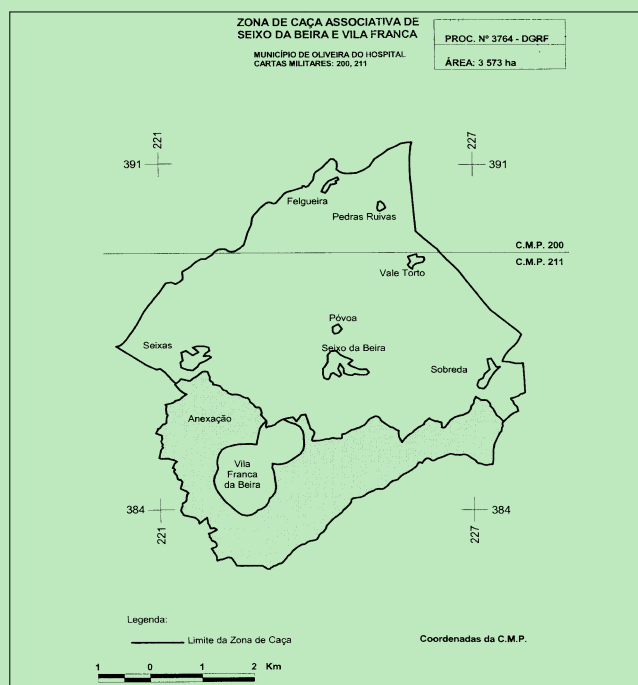 ZONA DE CAÇA ASSOCIATIVA DE
SEIXO DA BEIRA E VILA FRANCA
MUNICÍPIO DE OLIVEIRA DO HOSPITAL
CARTAS MILITARES: 200, 211
PROC. Nº 3764 - DGRF
ÁREA: 3 573 ha
221
227
391
391
Felgueira
Pedras Ruivas
C.M.P. 200
C.M.P. 211
Vale Torto
Póvoa
Seixas
Seixo da Beira
Sobreda
Anexação
Vila
Franca
da Beira
384
384
221
227
Legenda:
Limite da Zona de Caça
Coordenadas da C.M.P.
1 0 1 2 Km